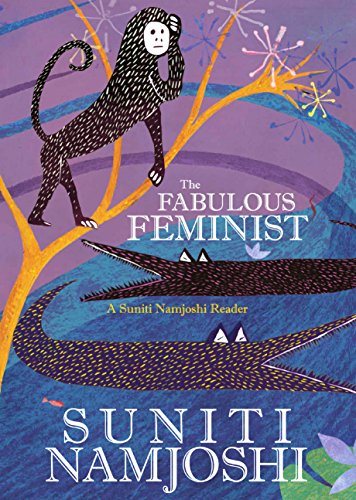 The
FABULOUS
FEMINIST
A Suniti Namjoshi Reader
SUNITI
NAMJOSHI